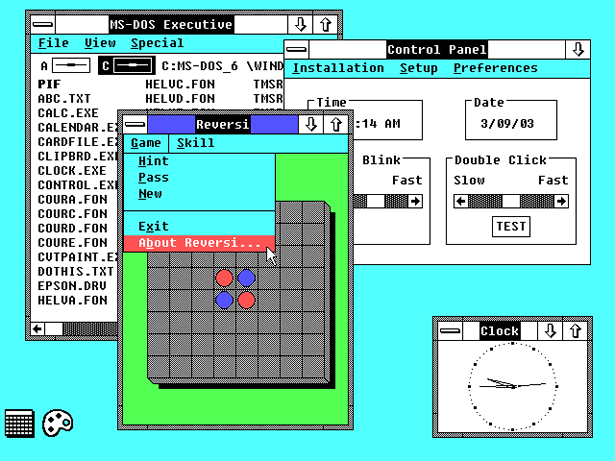 MS-DOS Executive
File View Special
A C C:MS-DOS_6 \WIND
PIF HELVC.FON TMSR
ABC.TXT HELVD.FON TMSR
CALC.EXE
CALENDAR.E
CARDFILE.E
CLIPBRD.EX
CLOCK.EXE
CONTROL.EX
COURA.FON
COURC.FON
COURD.FON
COURE.FON
CVTPAINT.E
DOTHIS.TXT
EPSON.DRV
HELVA.FON
Control Panel
Installation Setup Preferences
Time
:14 AM
Date
3/09/03
Blink
Fast
Double Click
Slow Fast
TEST
Reversi
Game Skill
Hint
Pass
New
Exit
About Reversi...
Clock